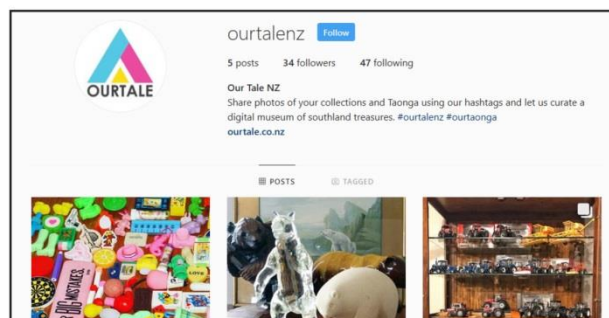 ourtalenz Follow
5 posts 34 followers 47 following
Our Tale NZ
Share photos of your collections and Taonga using our hashtags and let us curate a
digital museum of southland treasures. #ourtalenz #ourtaonga
ourtale.co.nz
OURTALE
POSTS TAGGED
BIG MISTAKES.